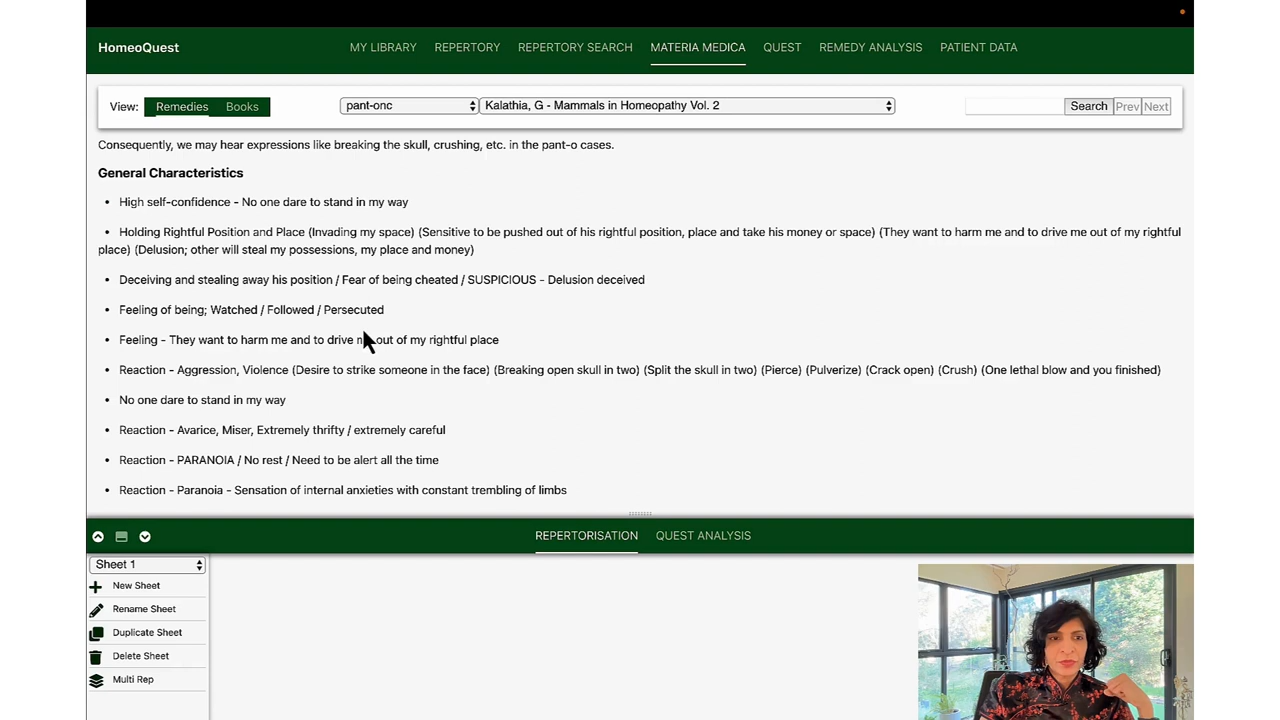 HomeoQuest
MY LIBRARY REPERTORY REPERTORY SEARCH MATERIA MEDICA QUEST REMEDY ANALYSIS PATIENT DATA
View: Remedies Books pant-onc Kalathia, G - Mammals in Homeopathy Vol. 2 Search Prev Next
Consequently, we may hear expressions like breaking the skull, crushing, etc. in the pant-o cases.
General Characteristics
• High self-confidence - No one dare to stand in my way
• Holding Rightful Position and Place (Invading my space) (Sensitive to be pushed out of his rightful position, place and take his money or space) (They want to harm me and to drive me out of my rightful
place) (Delusion; other will steal my possessions, my place and money)
• Deceiving and stealing away his position / Fear of being cheated / SUSPICIOUS - Delusion deceived
• Feeling of being; Watched / Followed / Persecuted
• Feeling - They want to harm me and to drive out of my rightful place
• Reaction - Aggression, Violence (Desire to strike someone in the face) (Breaking open skull in two) (Split the skull in two) (Pierce) (Pulverize) (Crack open) (Crush) (One lethal blow and you finished)
• No one dare to stand in my way
• Reaction - Avarice, Miser, Extremely thrifty / extremely careful
• Reaction - PARANOIA / No rest / Need to be alert all the time
• Reaction - Paranoia - Sensation of internal anxieties with constant trembling of limbs
REPERTORISATION QUEST ANALYSIS
Sheet 1
New Sheet
Rename Sheet
Duplicate Sheet
Delete Sheet
Multi Rep